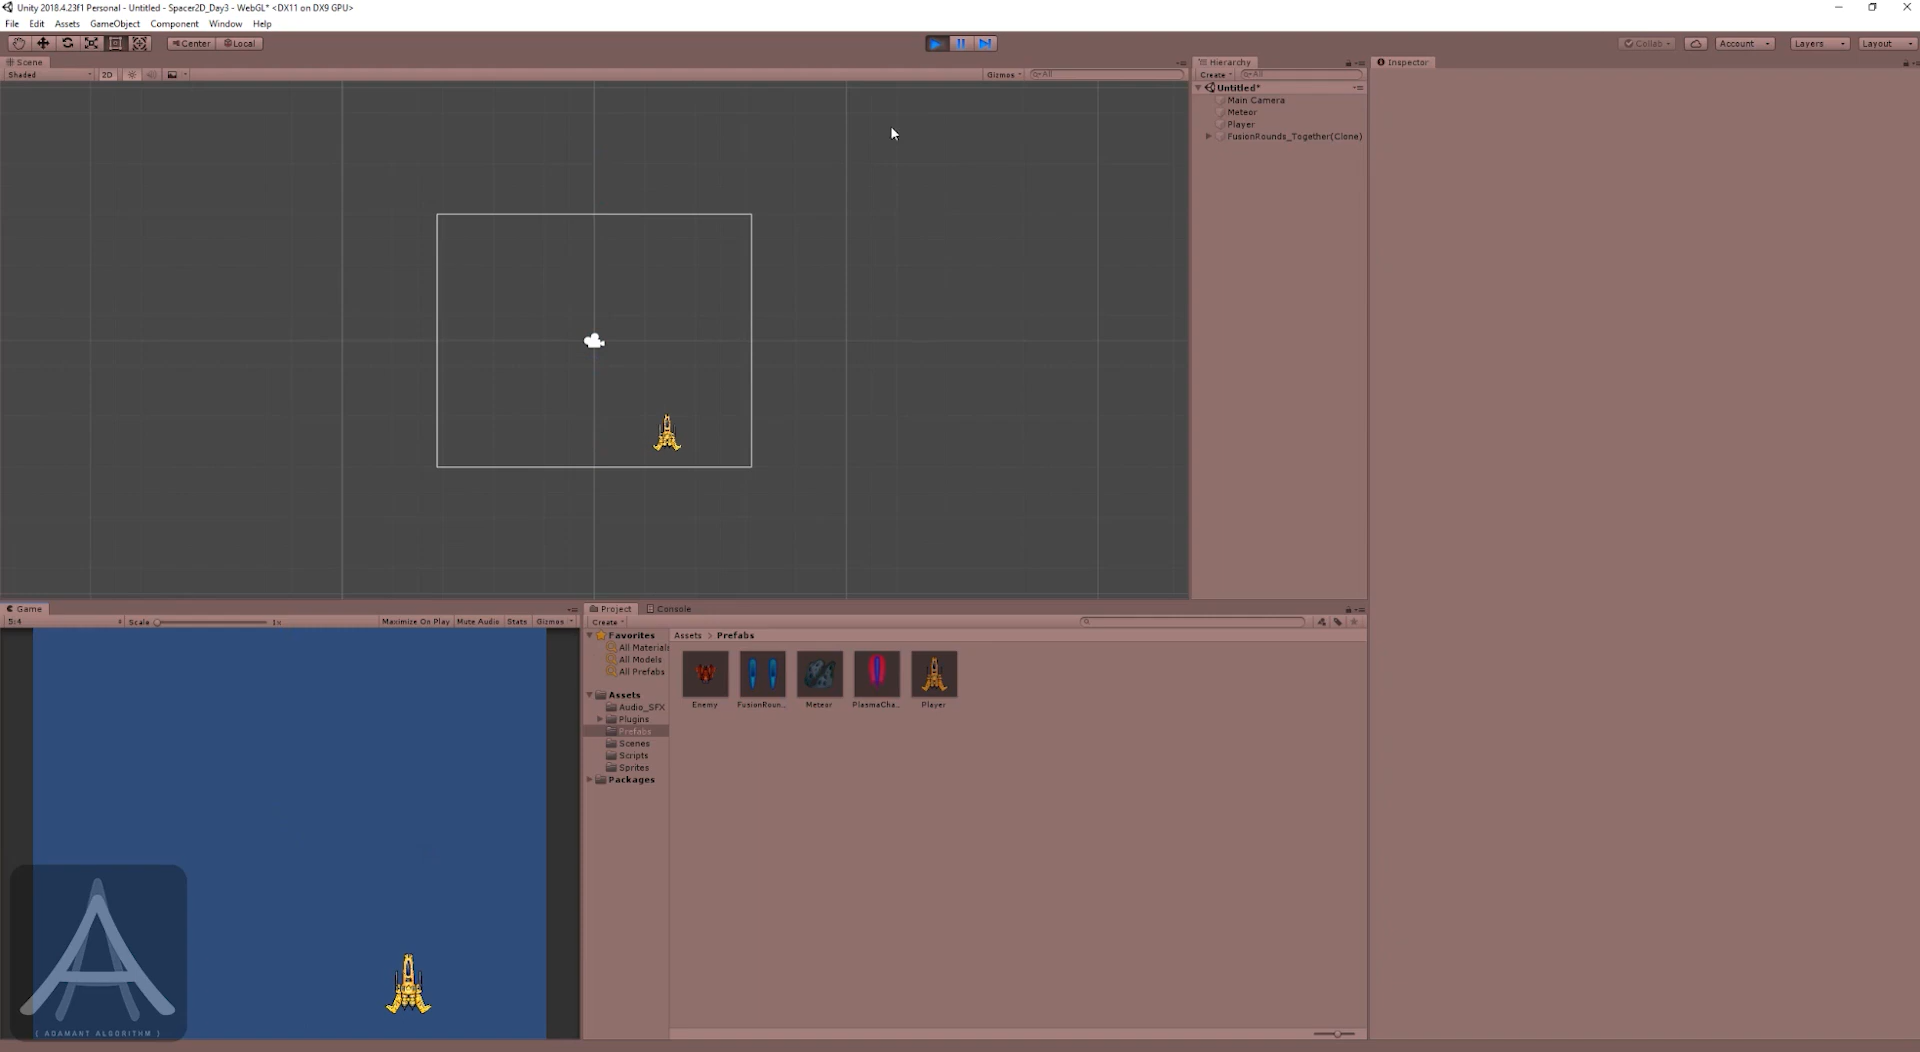 Unity 2018.4.23f1 Personal - Untitled - Spacer2D_Day3 - WebGL* <DX11 on DX9 GPU>
File Edit Assets GameObject Component Window Help
Center Local Collab Account Layers Layout
Scene
Shaded 2D Gizmos All
Hierarchy
Create All
Untitled*
Main Camera
Meteor
Player
FusionRounds_Together(Clone)
Inspector
Game
5:4 Scale 1x Maximize On Play Mute Audio Stats Gizmos
{ ADAMANT ALGORITHM }
Project Console
Create
Favorites
All Materials
All Models
All Prefabs
Assets
Audio_SFX
Plugins
Prefabs
Scenes
Scripts
Sprites
Packages
Assets > Prefabs
Enemy FusionRoun... Meteor PlasmaCha... Player